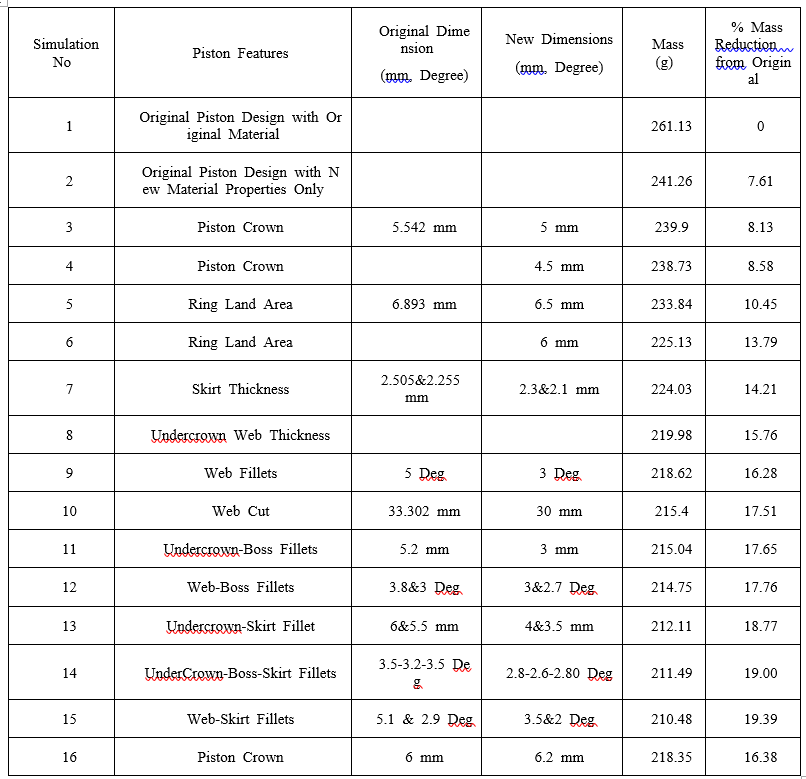 Simulation No | Piston Features | Original Dime nsion (mm, Degree) | New Dimensions (mm, Degree) | Mass (g) | % Mass Reduction from Origin al
1 | Original Piston Design with Or iginal Material | | | 261.13 | 0
2 | Original Piston Design with N ew Material Properties Only | | | 241.26 | 7.61
3 | Piston Crown | 5.542 mm | 5 mm | 239.9 | 8.13
4 | Piston Crown | | 4.5 mm | 238.73 | 8.58
5 | Ring Land Area | 6.893 mm | 6.5 mm | 233.84 | 10.45
6 | Ring Land Area | | 6 mm | 225.13 | 13.79
7 | Skirt Thickness | 2.505&2.255 mm | 2.3&2.1 mm | 224.03 | 14.21
8 | Undercrown Web Thickness | | | 219.98 | 15.76
9 | Web Fillets | 5 Deg | 3 Deg | 218.62 | 16.28
10 | Web Cut | 33.302 mm | 30 mm | 215.4 | 17.51
11 | Undercrown-Boss Fillets | 5.2 mm | 3 mm | 215.04 | 17.65
12 | Web-Boss Fillets | 3.8&3 Deg | 3&2.7 Deg | 214.75 | 17.76
13 | Undercrown-Skirt Fillet | 6&5.5 mm | 4&3.5 mm | 212.11 | 18.77
14 | UnderCrown-Boss-Skirt Fillets | 3.5-3.2-3.5 De g | 2.8-2.6-2.80 Deg | 211.49 | 19.00
15 | Web-Skirt Fillets | 5.1 & 2.9 Deg | 3.5&2 Deg | 210.48 | 19.39
16 | Piston Crown | 6 mm | 6.2 mm | 218.35 | 16.38